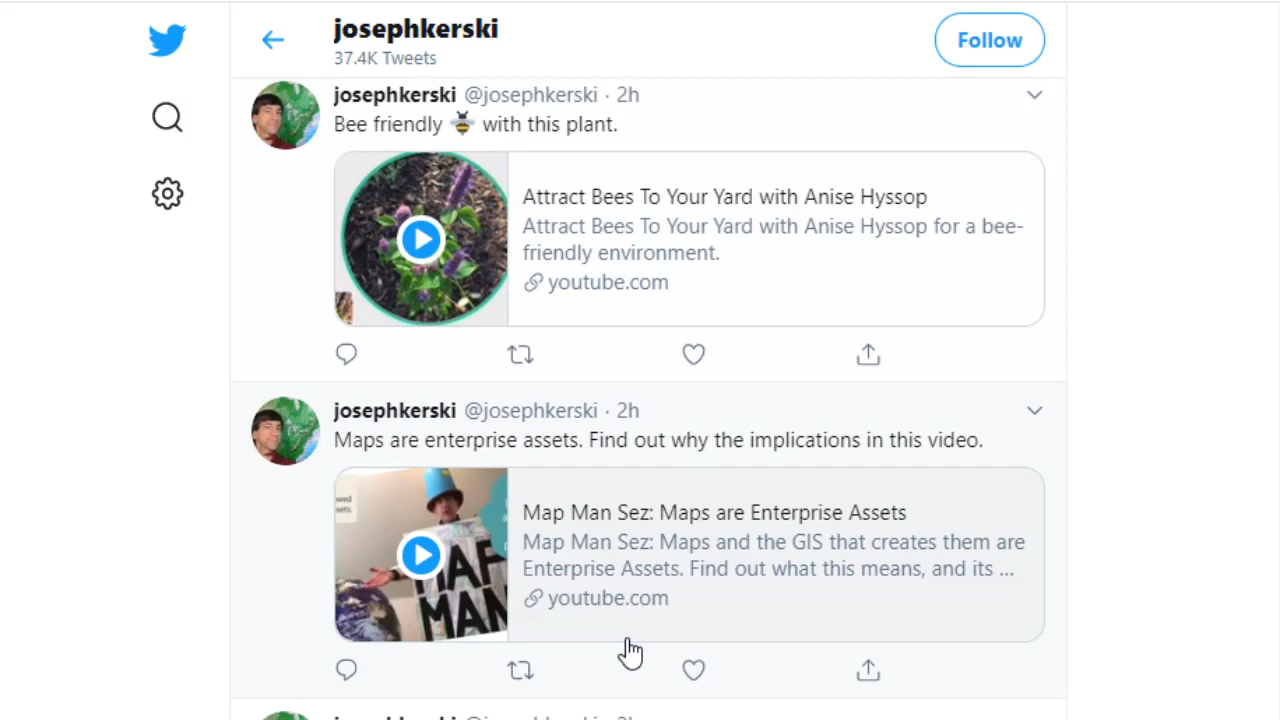 josephkerski
37.4K Tweets
Follow
josephkerski @josephkerski · 2h
Bee friendly 🐝 with this plant.
Attract Bees To Your Yard with Anise Hyssop
Attract Bees To Your Yard with Anise Hyssop for a bee-
friendly environment.
youtube.com
josephkerski @josephkerski · 2h
Maps are enterprise assets. Find out why the implications in this video.
wed
sets.
MAP
MAN
Map Man Sez: Maps are Enterprise Assets
Map Man Sez: Maps and the GIS that creates them are
Enterprise Assets. Find out what this means, and its ...
youtube.com